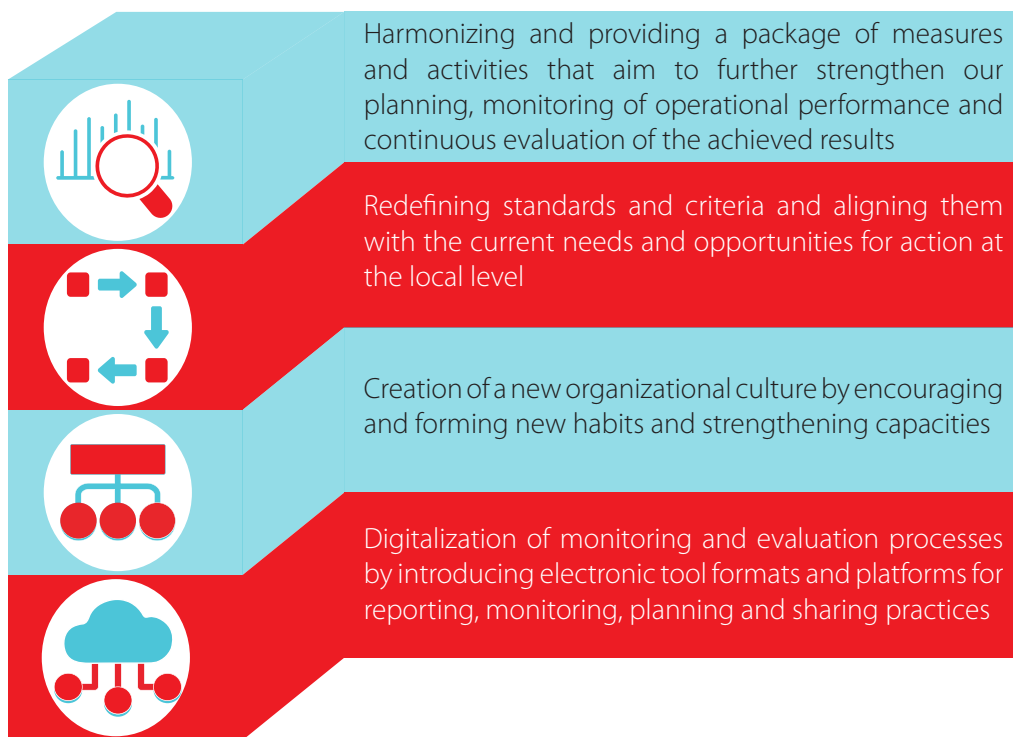 Harmonizing and providing a package of measures
and activities that aim to further strengthen our
planning, monitoring of operational performance and
continuous evaluation of the achieved results
Redefining standards and criteria and aligning them
with the current needs and opportunities for action at
the local level
Creation of a new organizational culture by encouraging
and forming new habits and strengthening capacities
Digitalization of monitoring and evaluation processes
by introducing electronic tool formats and platforms for
reporting, monitoring, planning and sharing practices